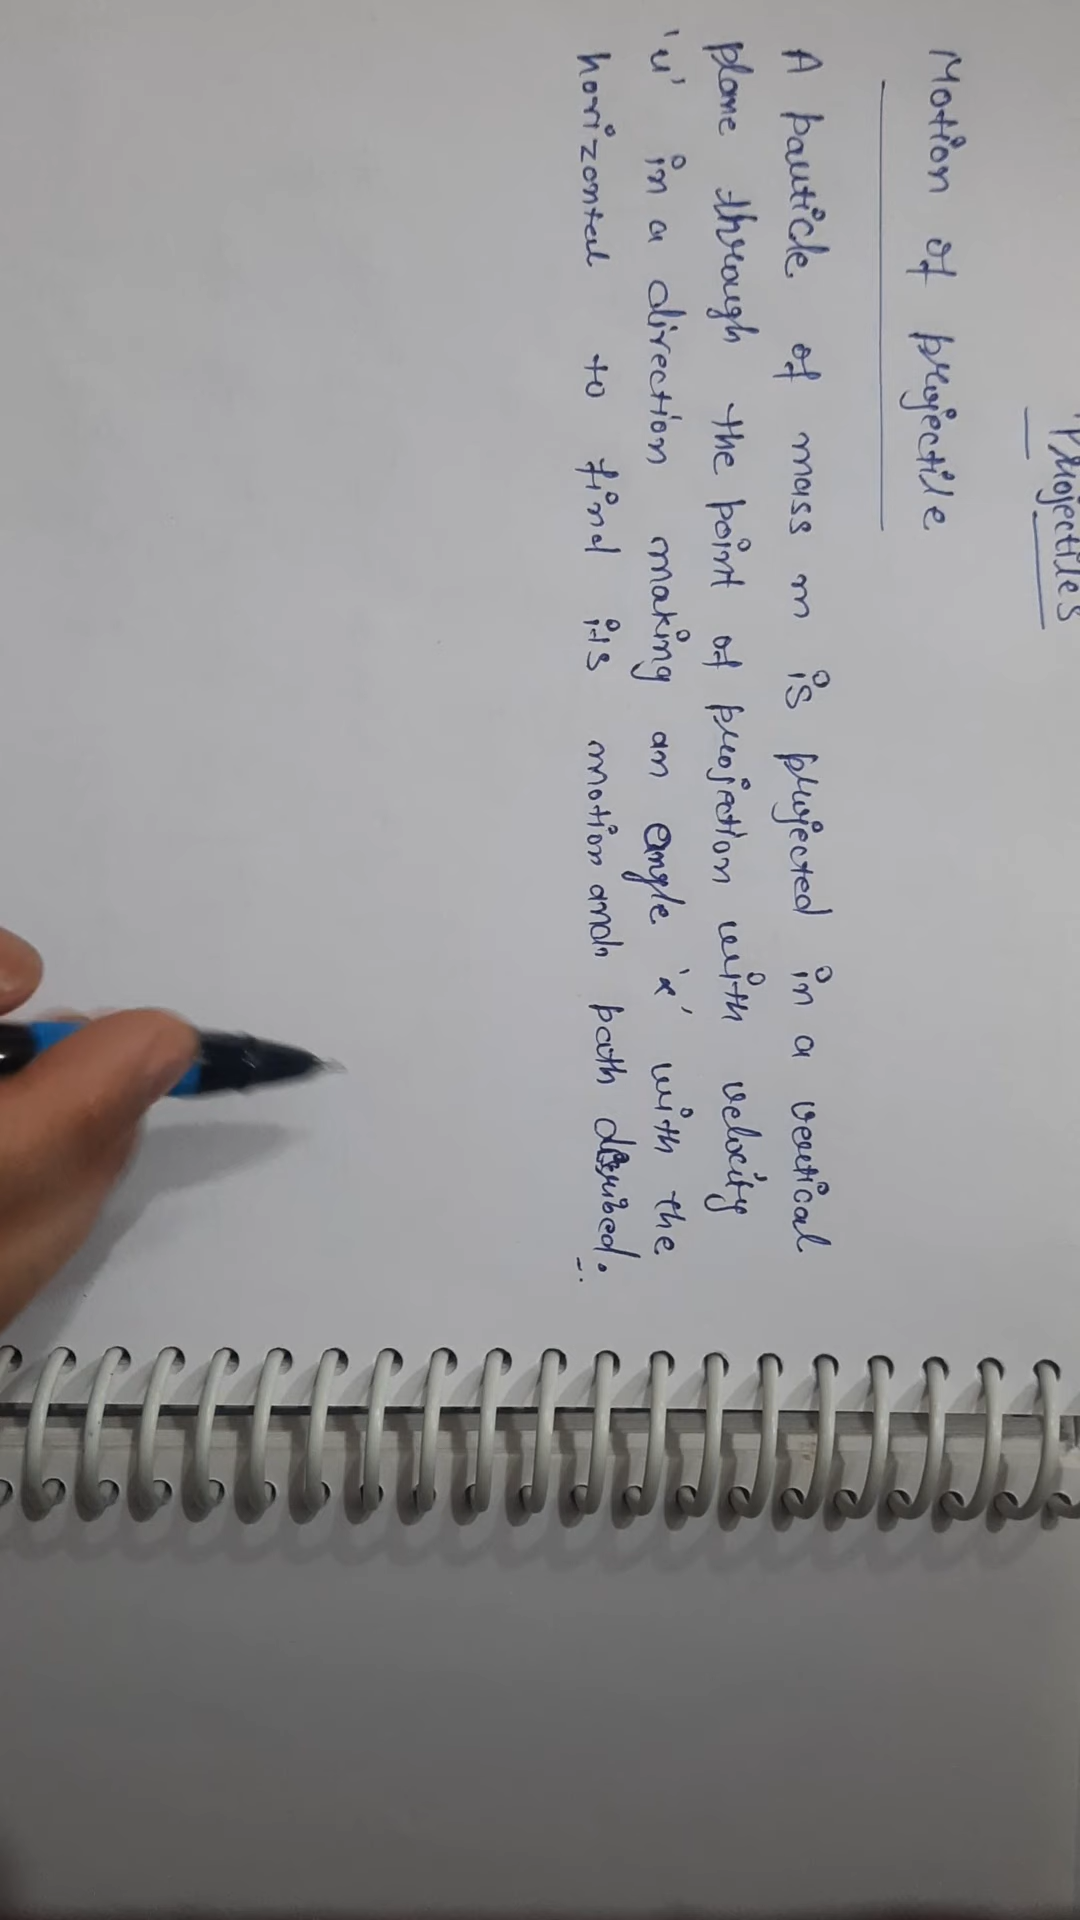 Projectiles
Motion of projectile
A particle of mass m is projected in a vertical
plane through the point of projection with velocity
'u' in a direction making an angle 'α' with the
horizontal to find its motion and path described.